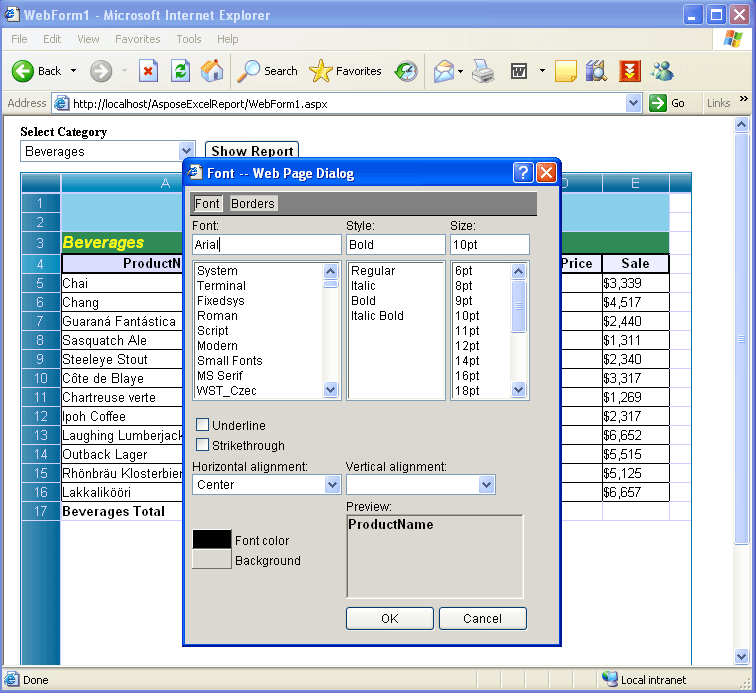 WebForm1 - Microsoft Internet Explorer
File Edit View Favorites Tools Help
Back Search Favorites
Address http://localhost/AsposeExcelReport/WebForm1.aspx Go Links »
Select Category
Beverages Show Report
Font -- Web Page Dialog
A D E
Font Borders
1
2
3 Beverages
4 ProductN Price Sale
5 Chai $3,339
6 Chang $4,517
7 Guaraná Fantástica $2,440
8 Sasquatch Ale $1,311
9 Steeleye Stout $2,340
10 Côte de Blaye $3,317
11 Chartreuse verte $1,269
12 Ipoh Coffee $2,317
13 Laughing Lumberjack $6,652
14 Outback Lager $5,515
15 Rhönbräu Klosterbier $5,125
16 Lakkalikööri $6,657
17 Beverages Total
Font: Style: Size:
Arial Bold 10pt
System Regular 6pt
Terminal Italic 8pt
Fixedsys Bold 9pt
Roman Italic Bold 10pt
Script 11pt
Modern 12pt
Small Fonts 14pt
MS Serif 16pt
WST_Czec 18pt
Underline
Strikethrough
Horizontal alignment: Vertical alignment:
Center
Preview:
ProductName
Font color
Background
OK Cancel
Done Local intranet